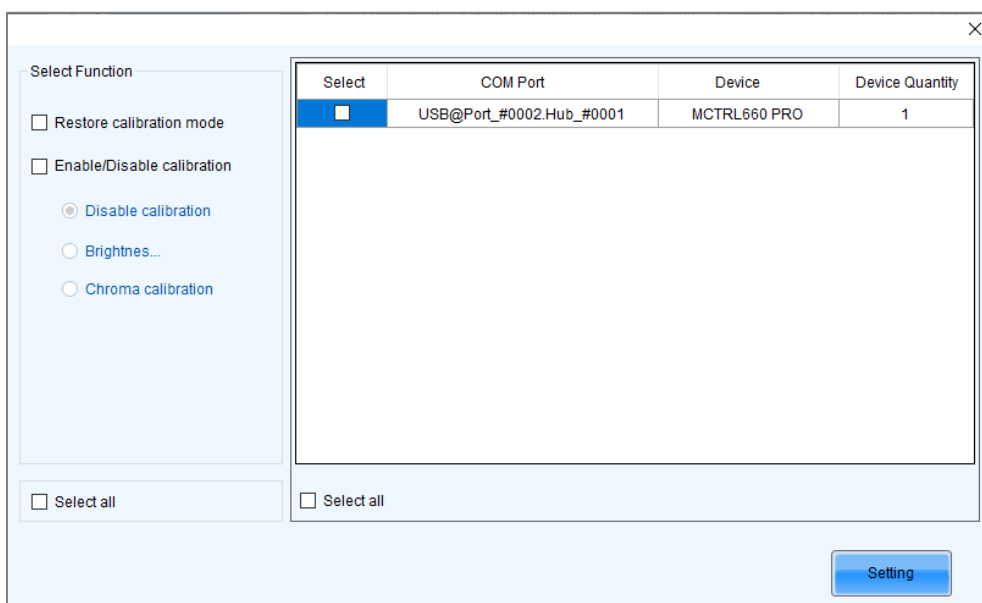 Select Function
Restore calibration mode
Enable/Disable calibration
Disable calibration
Brightnes...
Chroma calibration
Select all
Select COM Port Device Device Quantity
USB@Port_#0002.Hub_#0001 MCTRL660 PRO 1
Select all
Setting